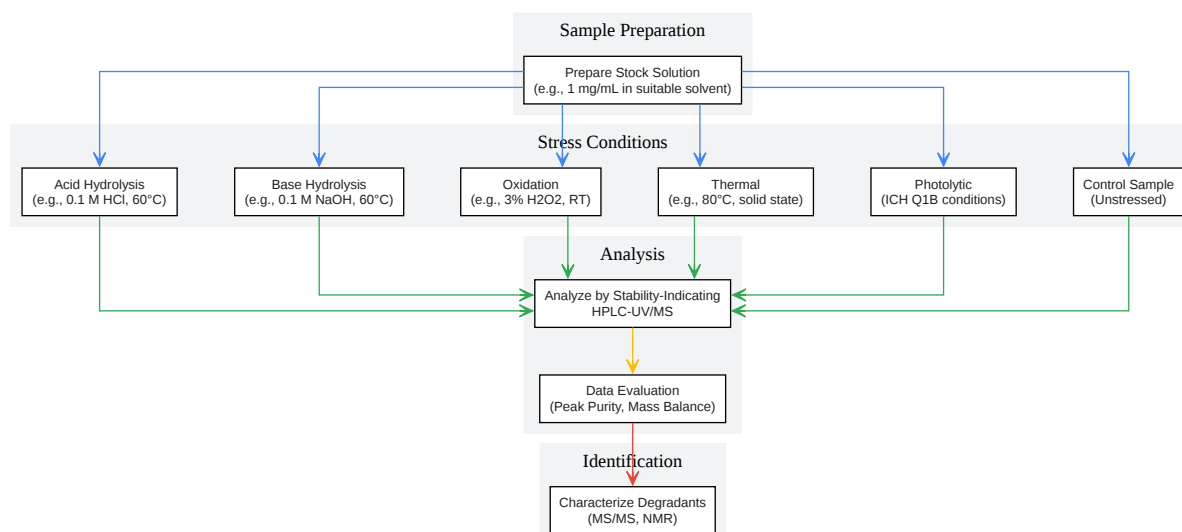 Sample Preparation
Prepare Stock Solution
(e.g., 1 mg/mL in suitable solvent)
Stress Conditions
Acid Hydrolysis
(e.g., 0.1 M HCl, 60°C)
Base Hydrolysis
(e.g., 0.1 M NaOH, 60°C)
Oxidation
(e.g., 3% H2O2, RT)
Thermal
(e.g., 80°C, solid state)
Photolytic
(ICH Q1B conditions)
Control Sample
(Unstressed)
Analysis
Analyze by Stability-Indicating
HPLC-UV/MS
Data Evaluation
(Peak Purity, Mass Balance)
Identification
Characterize Degradants
(MS/MS, NMR)